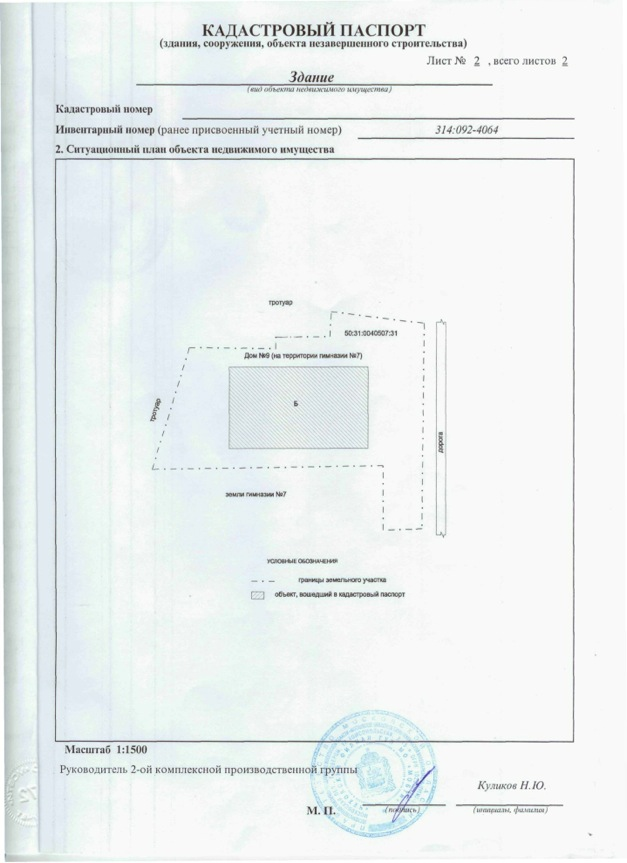 КАДАСТРОВЫЙ ПАСПОРТ
(здания, сооружения, объекта незавершенного строительства)
Лист № 2 , всего листов 2
Здание
(вид объекта недвижимого имущества)
Кадастровый номер
Инвентарный номер (ранее присвоенный учетный номер) 314:092-4064
2. Ситуационный план объекта недвижимого имущества
тротуар
50:31:0040507:31
Дом №9 (на территории гимназии №7)
Б
тротуар
дорога
земли гимназии №7
УСЛОВНЫЕ ОБОЗНАЧЕНИЯ
границы земельного участка
объект, вошедший в кадастровый паспорт
Масштаб 1:1500
Руководитель 2-ой комплексной производственной группы
Куликов Н.Ю.
М. П. (подпись) (инициалы, фамилия)